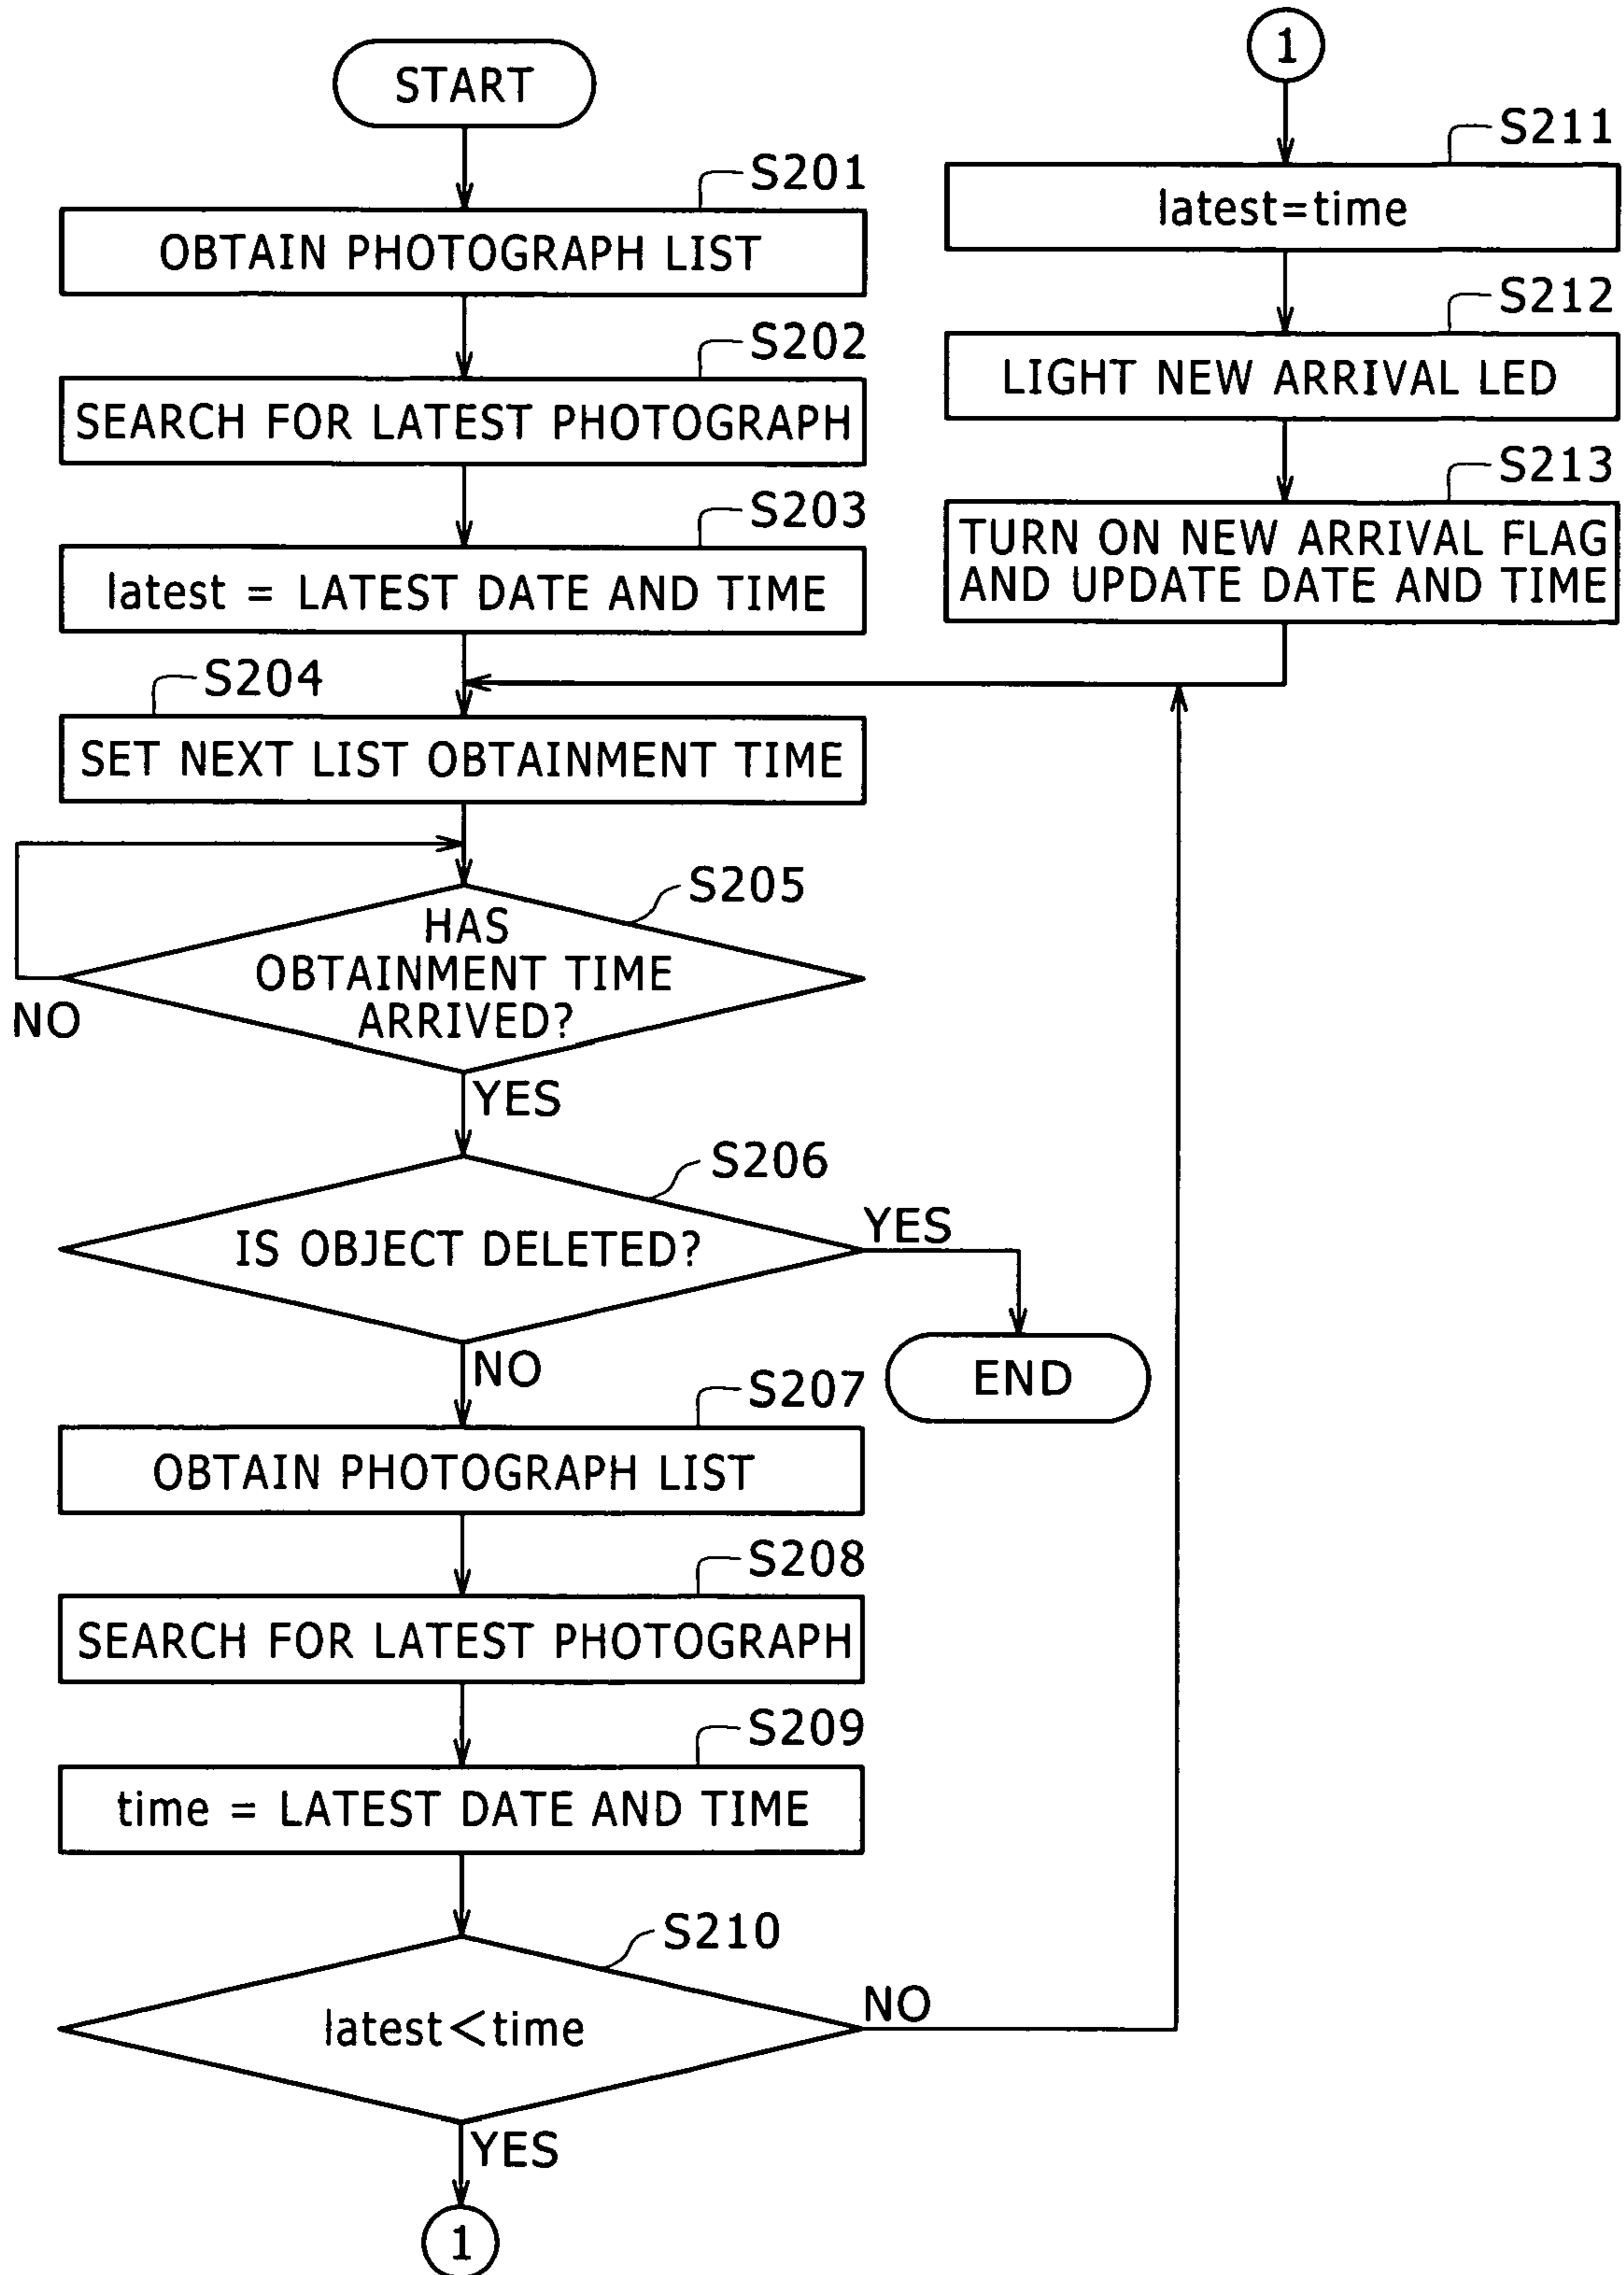 START
S201
OBTAIN PHOTOGRAPH LIST
S202
SEARCH FOR LATEST PHOTOGRAPH
S203
latest = LATEST DATE AND TIME
S204
SET NEXT LIST OBTAINMENT TIME
S205
HAS
OBTAINMENT TIME
ARRIVED?
NO
YES
S206
IS OBJECT DELETED?
YES
END
NO
S207
OBTAIN PHOTOGRAPH LIST
S208
SEARCH FOR LATEST PHOTOGRAPH
S209
time = LATEST DATE AND TIME
S210
latest<time
NO
YES
1
1
S211
latest=time
S212
LIGHT NEW ARRIVAL LED
S213
TURN ON NEW ARRIVAL FLAG
AND UPDATE DATE AND TIME